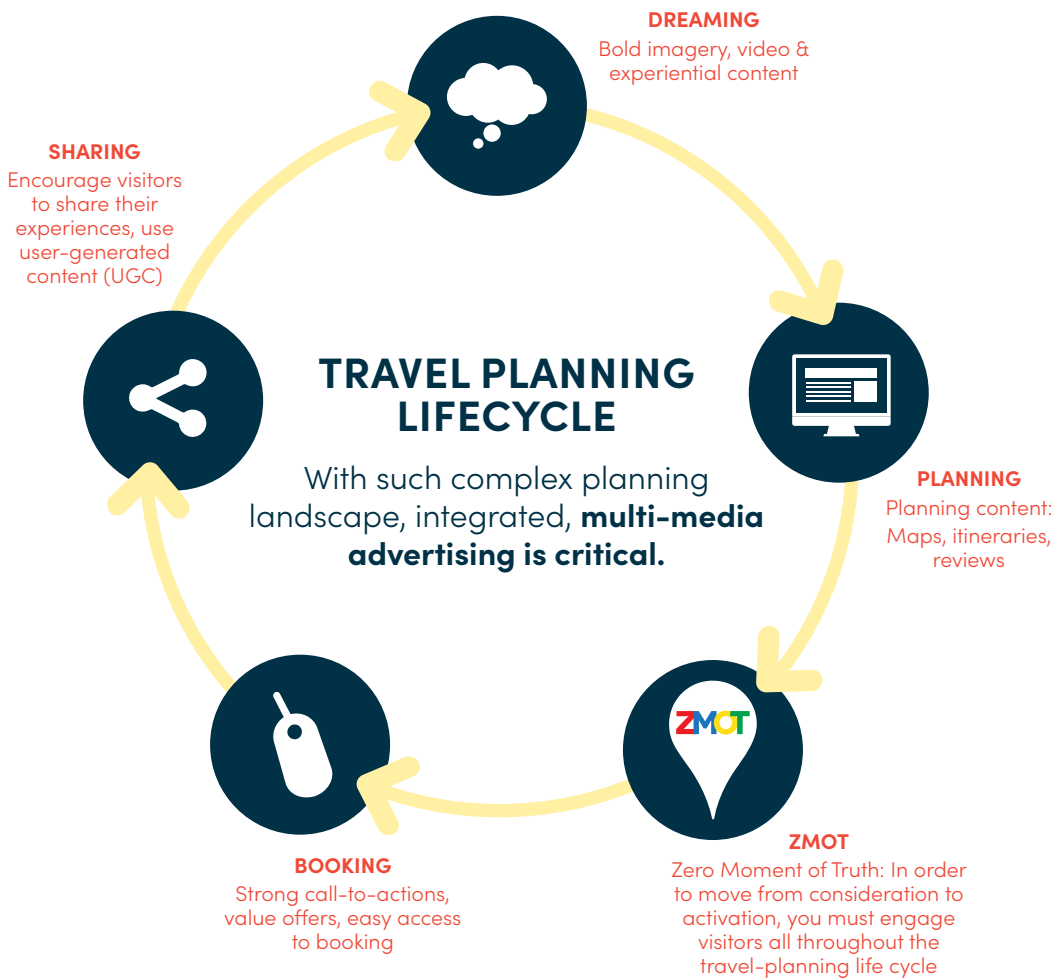 DREAMING
Bold imagery, video &
experiential content
SHARING
Encourage visitors
to share their
experiences, use
user-generated
content (UGC)
TRAVEL PLANNING
LIFECYCLE
With such complex planning
landscape, integrated, multi-media
advertising is critical.
PLANNING
Planning content:
Maps, itineraries,
reviews
ZMOT
ZMOT
Zero Moment of Truth: In order
to move from consideration to
activation, you must engage
visitors all throughout the
travel-planning life cycle
BOOKING
Strong call-to-actions,
value offers, easy access
to booking